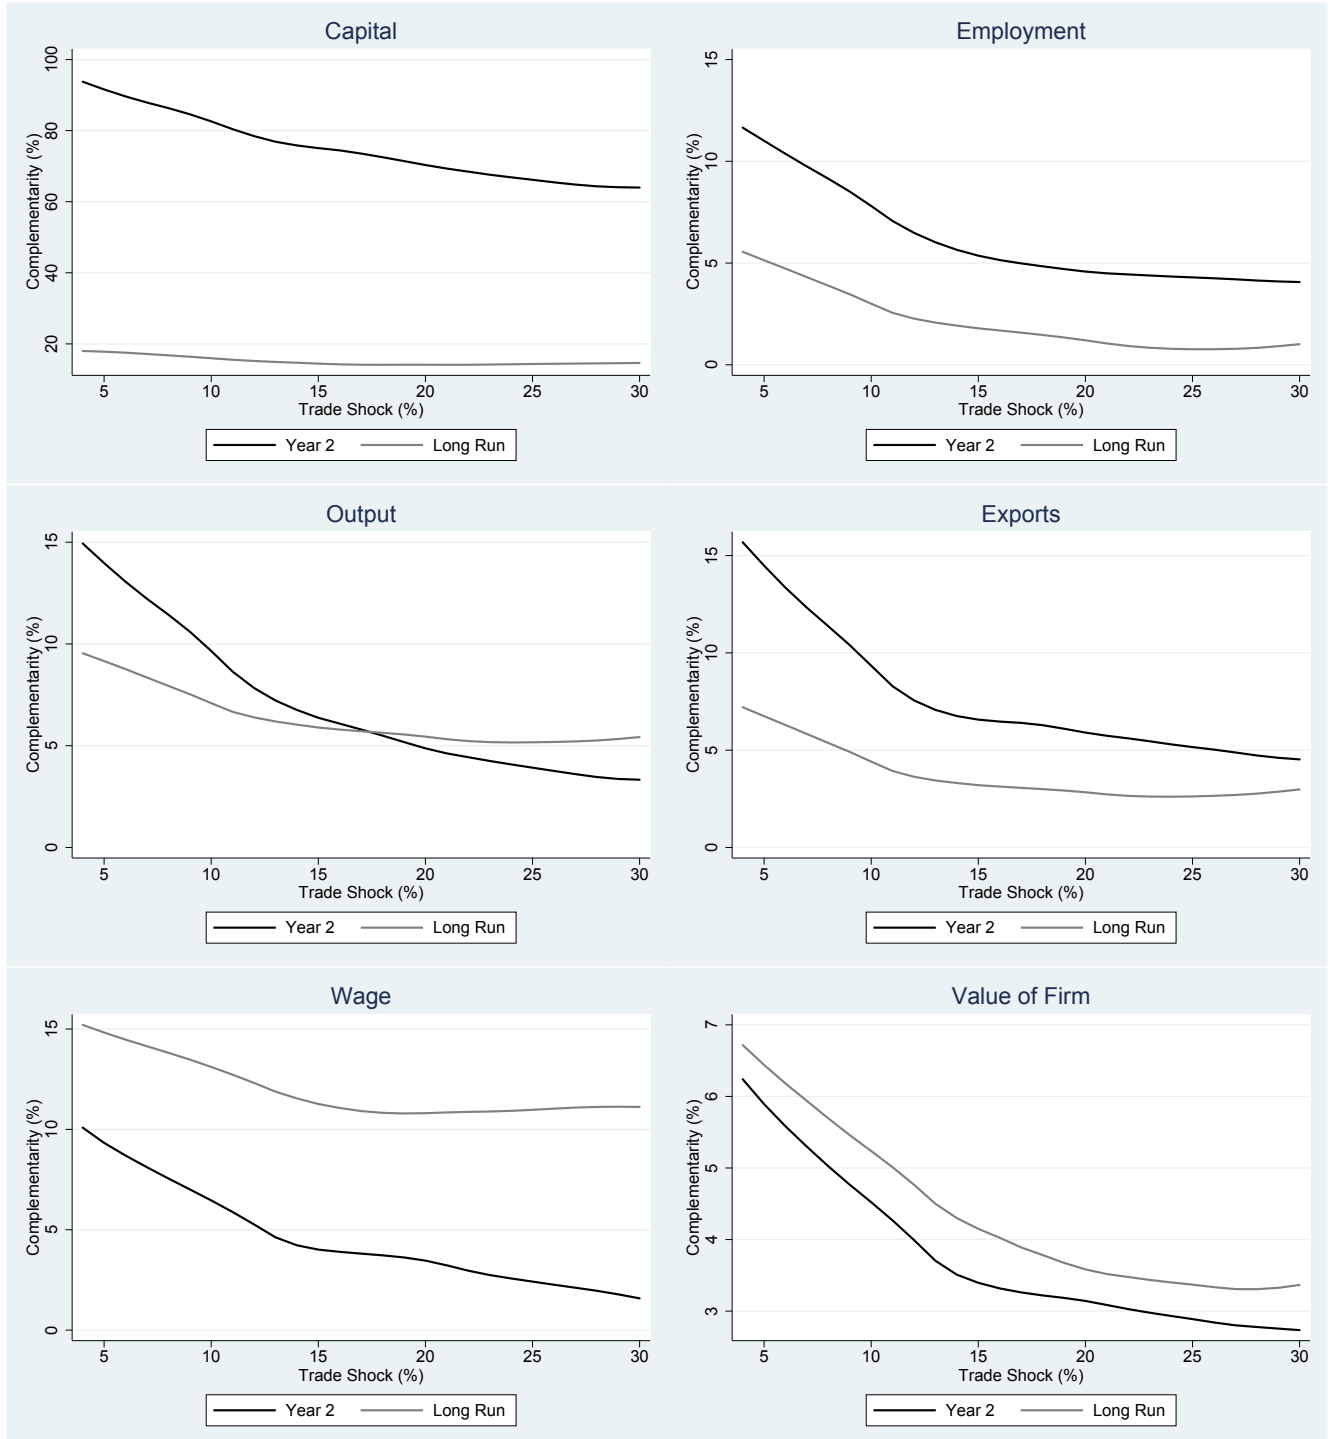 Capital
Complementarity (%)
100
80
60
40
20
5 10 15 20 25 30
Trade Shock (%)
Year 2 Long Run
Employment
Complementarity (%)
15
10
5
0
5 10 15 20 25 30
Trade Shock (%)
Year 2 Long Run
Output
Complementarity (%)
15
10
5
0
5 10 15 20 25 30
Trade Shock (%)
Year 2 Long Run
Exports
Complementarity (%)
15
10
5
0
5 10 15 20 25 30
Trade Shock (%)
Year 2 Long Run
Wage
Complementarity (%)
15
10
5
0
5 10 15 20 25 30
Trade Shock (%)
Year 2 Long Run
Value of Firm
Complementarity (%)
7
6
5
4
3
5 10 15 20 25 30
Trade Shock (%)
Year 2 Long Run